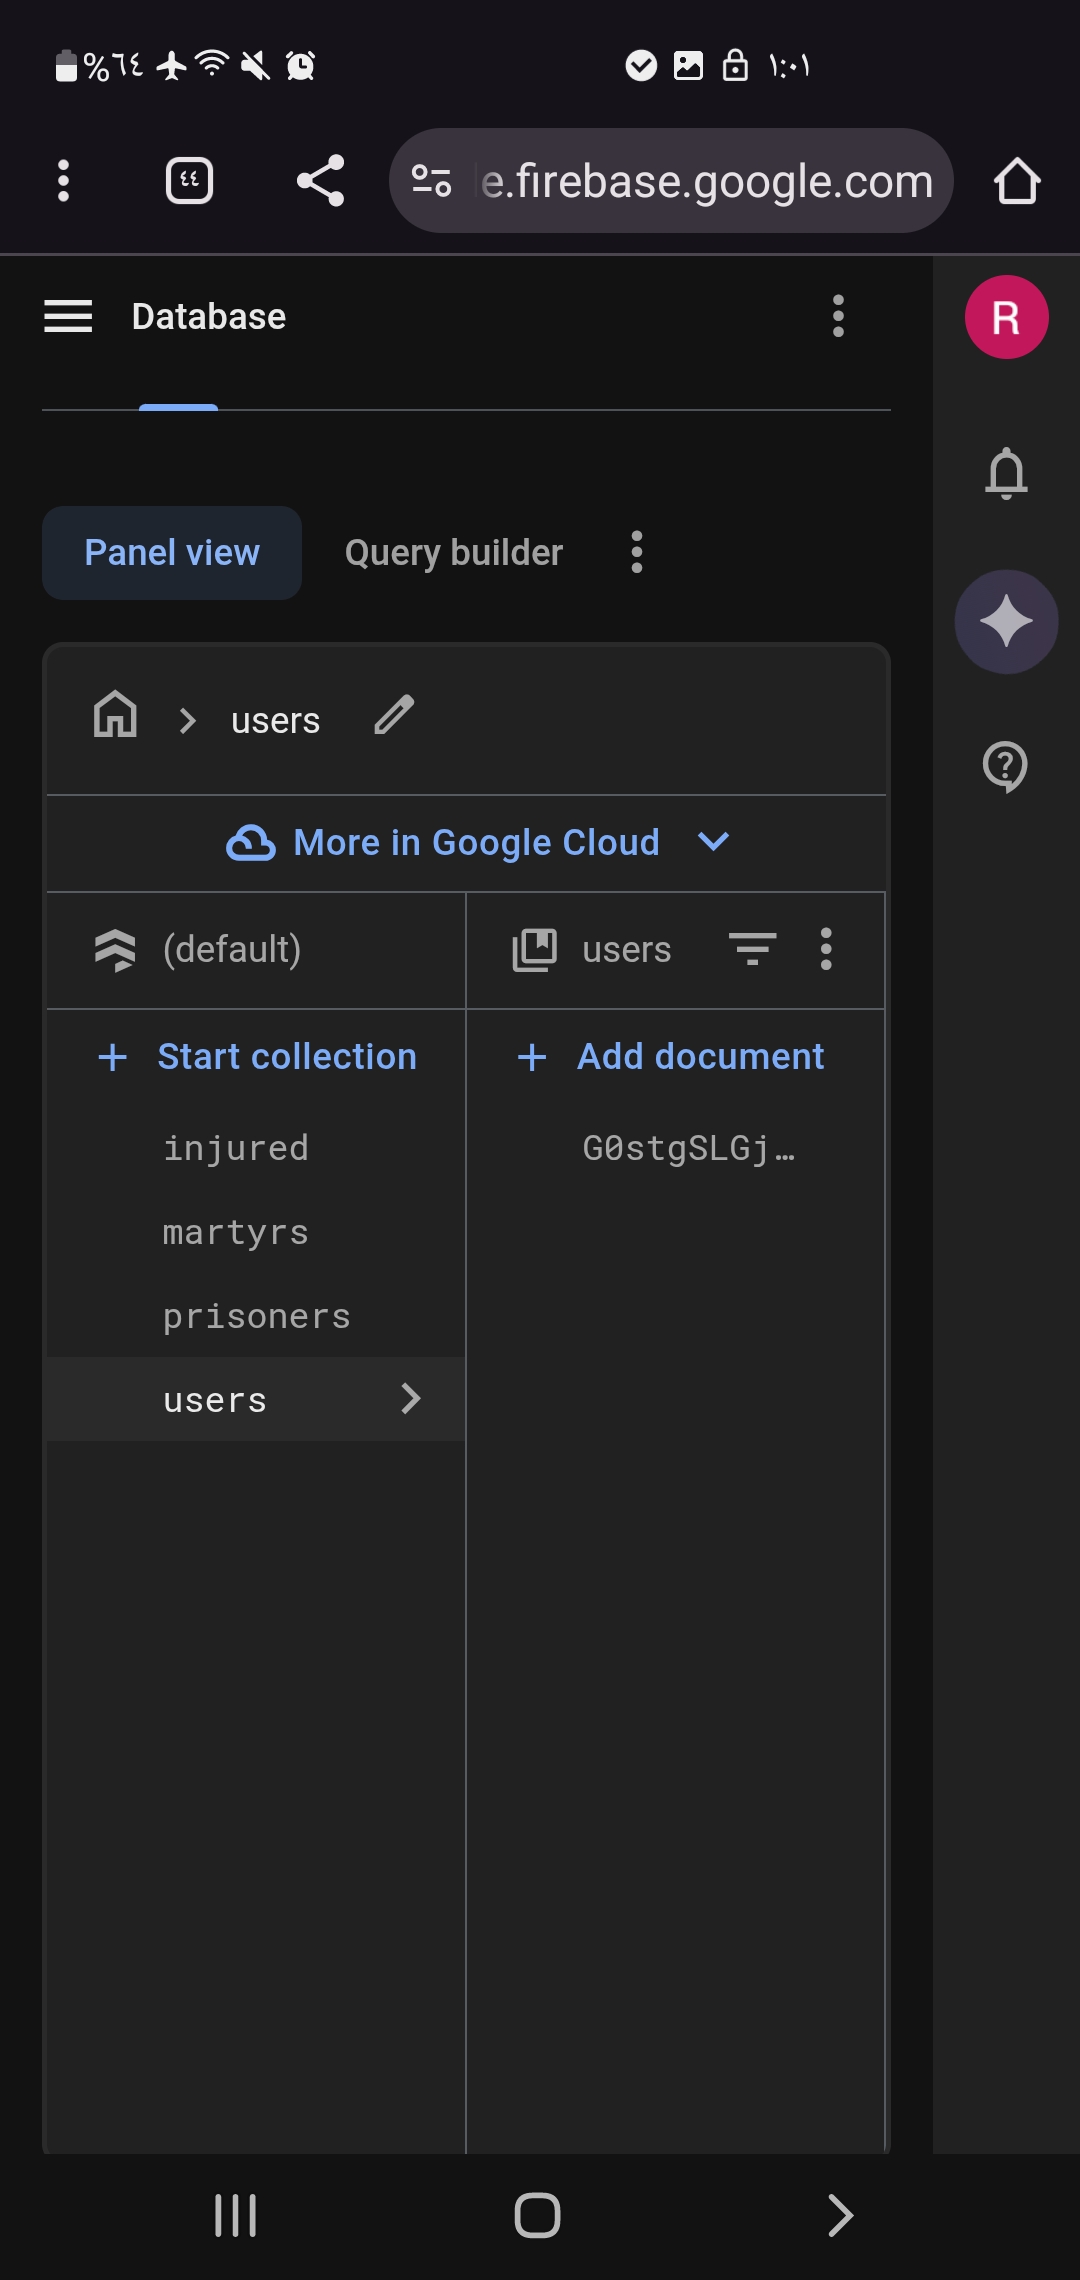 %٦٤ ١:٠١
٤٤ e.firebase.google.com
Database
R
Panel view Query builder
users
More in Google Cloud
(default) users
Start collection Add document
injured G0stgSLGj…
martyrs
prisoners
users